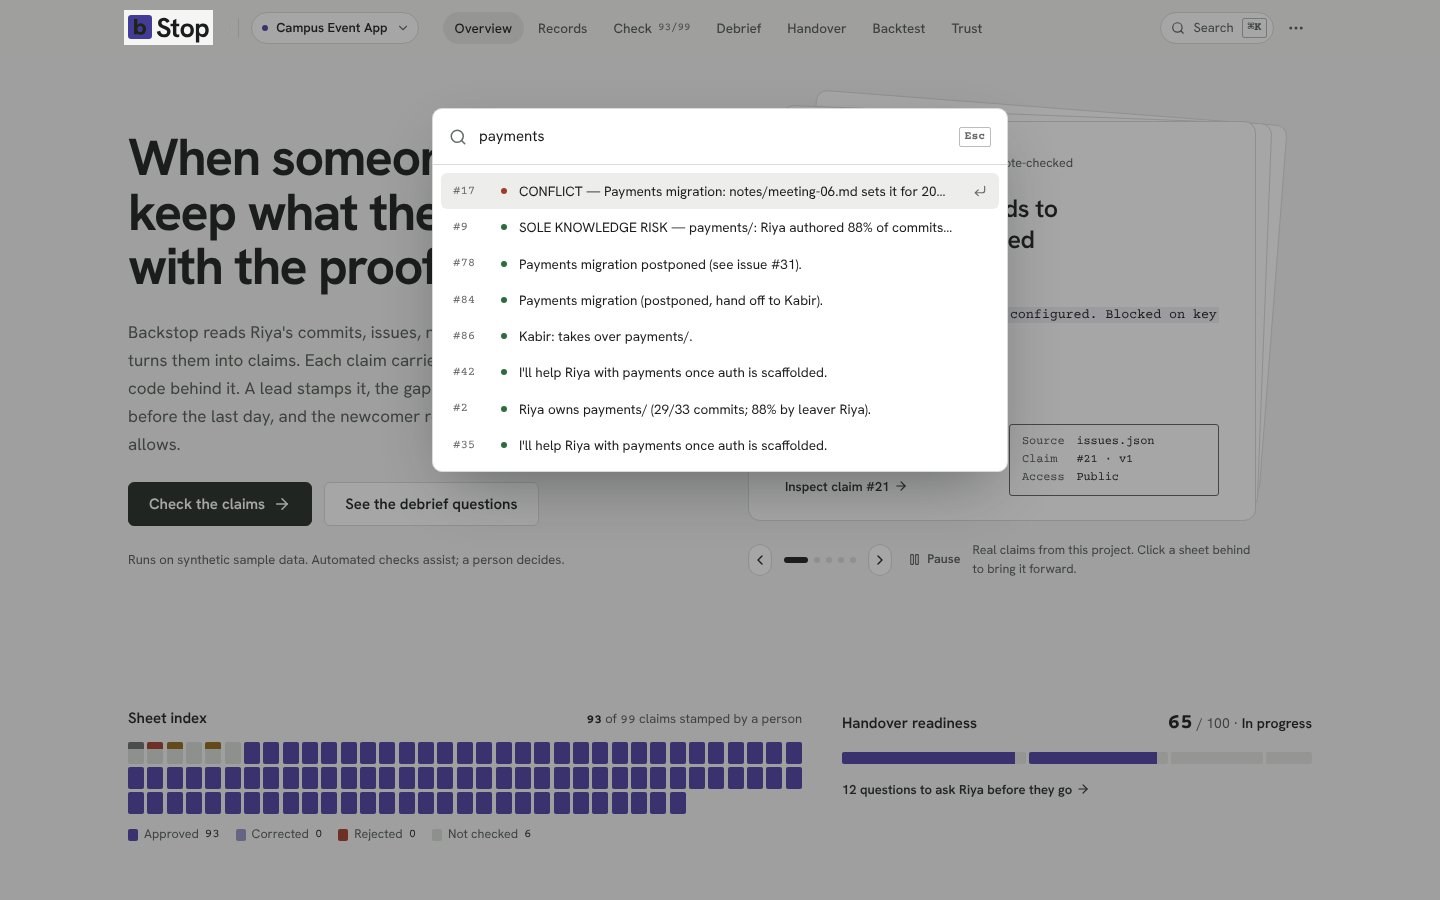 b Stop
Campus Event App
Overview
Records
Check 93/99
Debrief
Handover
Backtest
Trust
Search ⌘K
payments
Esc
#17 CONFLICT — Payments migration: notes/meeting-06.md sets it for 20...
#9 SOLE KNOWLEDGE RISK — payments/: Riya authored 88% of commits...
#78 Payments migration postponed (see issue #31).
#84 Payments migration (postponed, hand off to Kabir).
#86 Kabir: takes over payments/.
#42 I'll help Riya with payments once auth is scaffolded.
#2 Riya owns payments/ (29/33 commits; 88% by leaver Riya).
#35 I'll help Riya with payments once auth is scaffolded.
When
keep what
with the proof
Backstop reads Riya's commits, issues,
turns them into claims. Each claim
code behind it. A lead stamps it, the
before the last day, and the newcomer
allows.
Check the claims →
See the debrief questions
Runs on synthetic sample data. Automated checks assist; a person decides.
to
configured. Blocked on key
Source issues.json
Claim #21 · v1
Access Public
Inspect claim #21 →
Pause
Real claims from this project. Click a sheet behind
to bring it forward.
Sheet index
93 of 99 claims stamped by a person
Approved 93
Corrected 0
Rejected 0
Not checked 6
Handover readiness
65 / 100 · In progress
12 questions to ask Riya before they go →